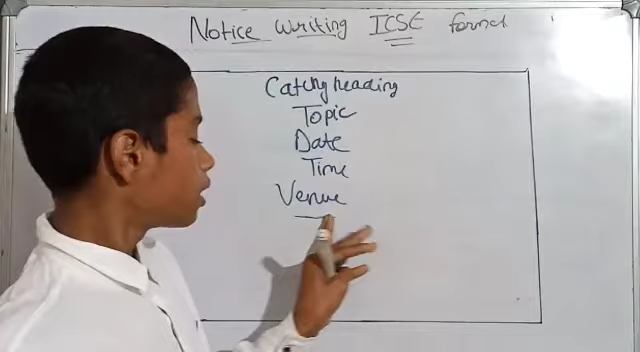 Notice Writing ICSE format
Catchy heading
Topic
Date
Time
Venue